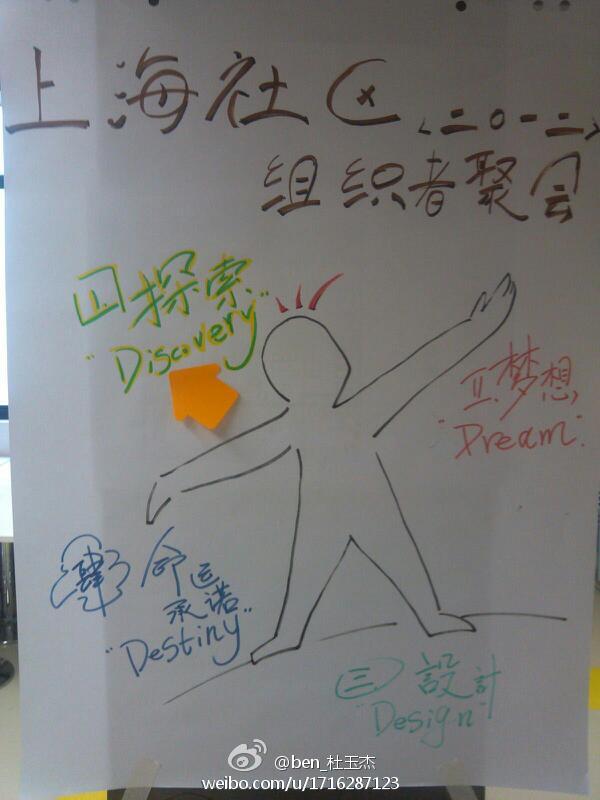 上海社区<二〇一二>
组织者聚会
1 探索
"Discovery"
II. 梦想,
"Dream".
肆 命运
承诺
"Destiny"
三 設計
"Design"
@ben_杜玉杰
weibo.com/u/1716287123